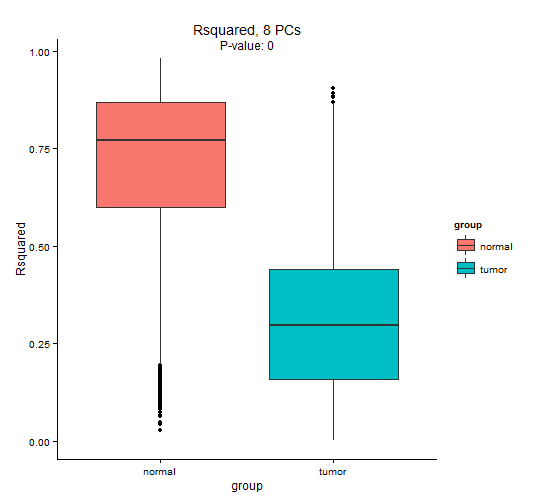 Rsquared, 8 PCs
P-value: 0
1.00
0.75
0.50
0.25
0.00
Rsquared
normal
tumor
group
group
normal
tumor